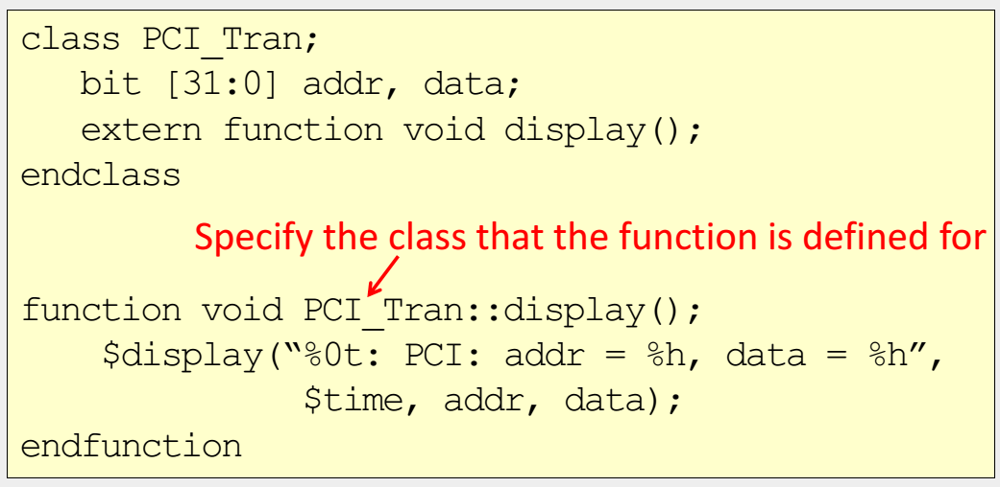 class PCI_Tran;
bit [31:0] addr, data;
extern function void display();
endclass
Specify the class that the function is defined for
function void PCI_Tran::display();
$display(“%0t: PCI: addr = %h, data = %h”,
$time, addr, data);
endfunction